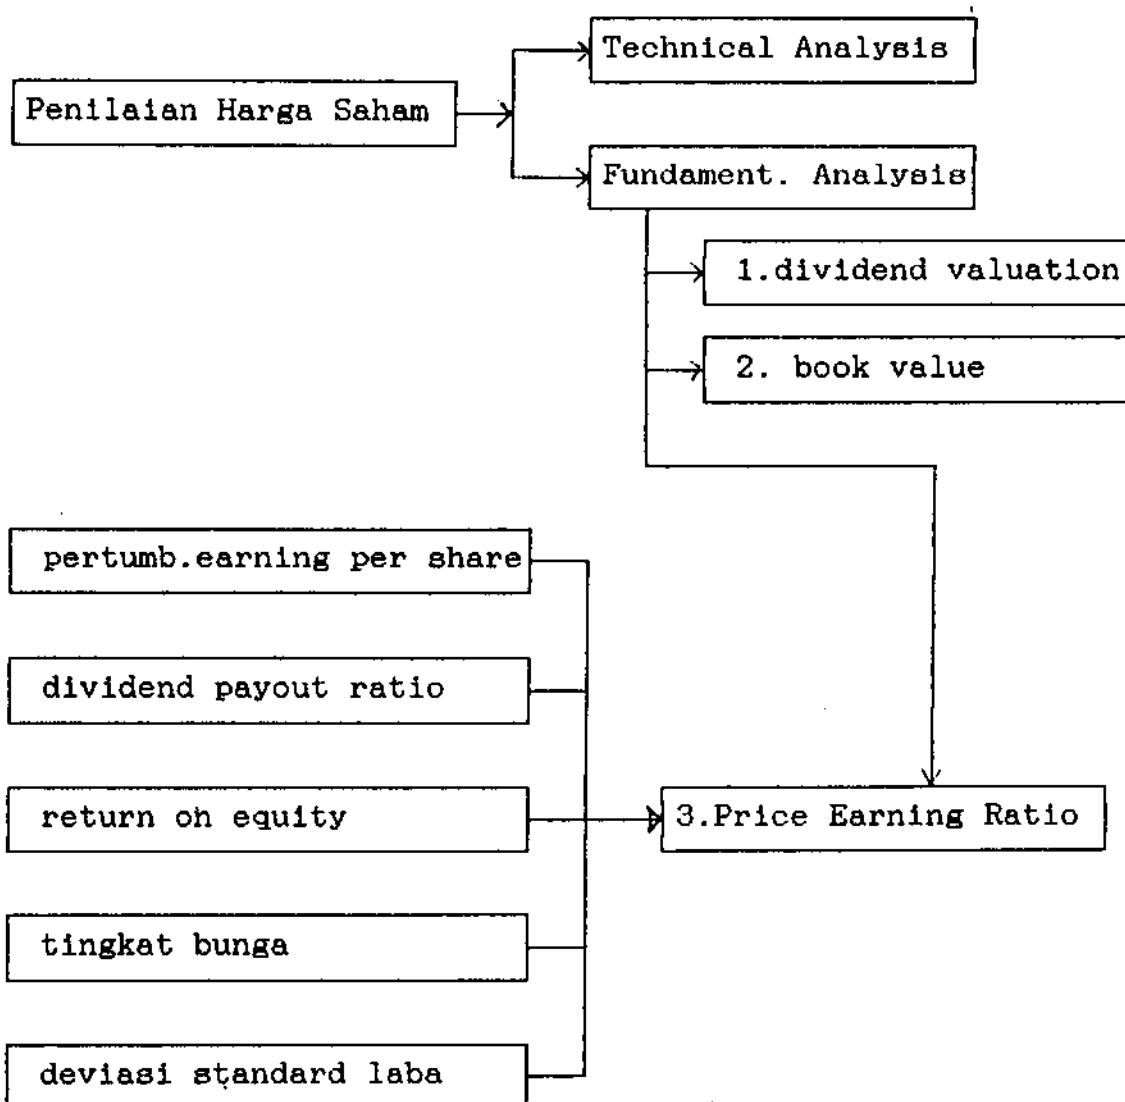 Technical Analysis
Penilaian Harga Saham
Fundament. Analysis
1.dividend valuation
2. book value
pertumb.earning per share
dividend payout ratio
return oh equity
3.Price Earning Ratio
tingkat bunga
deviasi standard laba